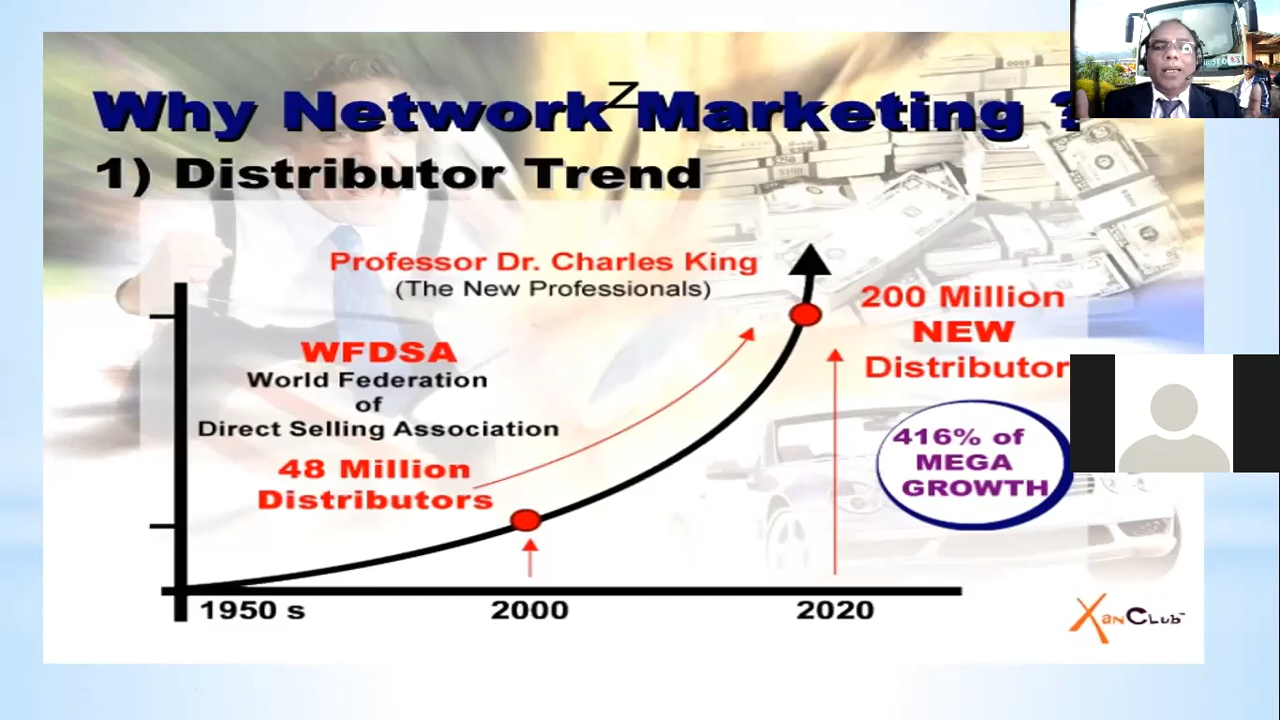 Why Network Marketing ?
Z
1) Distributor Trend
Professor Dr. Charles King
(The New Professionals)
200 Million
NEW
Distributor
WFDSA
World Federation
of
Direct Selling Association
48 Million
Distributors
416% of
MEGA
GROWTH
1950 s
2000
2020
XanClub™